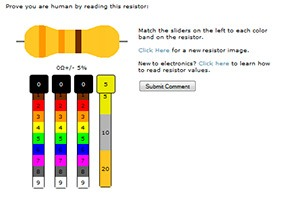 Prove you are human by reading this resistor:
Match the sliders on the left to each color
band on the resistor.
Click Here for a new resistor image.
New to electronics? Click here to learn how
to read resistor values.
Submit Comment
0Ω+/- 5%
0 0 0 5
1 1 1 5
2 2 2
3 3 3
4 4 4 10
5 5 5
6 6 6
7 7 7
8 8 8 20
9 9 9